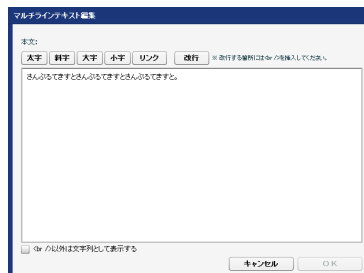 マルチラインテキスト編集
本文:
太字 斜字 大字 小字 リンク 改行 ※ 改行する箇所には<br />を挿入してください。
さんぷるてきすとさんぷるてきすとさんぷるてきすと。
<br />以外は文字列として表示する
キャンセル OK